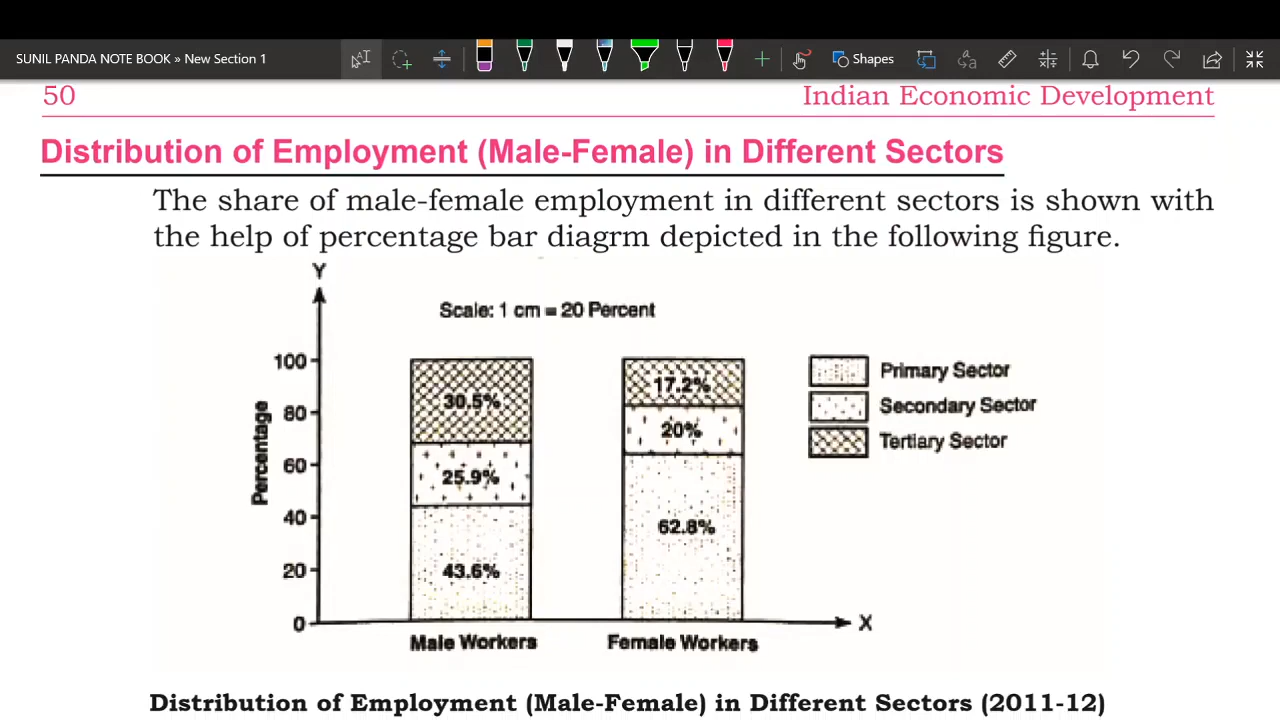 SUNIL PANDA NOTE BOOK » New Section 1
Shapes
50
Indian Economic Development
Distribution of Employment (Male-Female) in Different Sectors
The share of male-female employment in different sectors is shown with
the help of percentage bar diagrm depicted in the following figure.
Y
Scale: 1 cm = 20 Percent
100
80
60
40
20
0
Percentage
30.5%
25.9%
43.6%
17.2%
20%
62.8%
Primary Sector
Secondary Sector
Tertiary Sector
X
Male Workers
Female Workers
Distribution of Employment (Male-Female) in Different Sectors (2011-12)